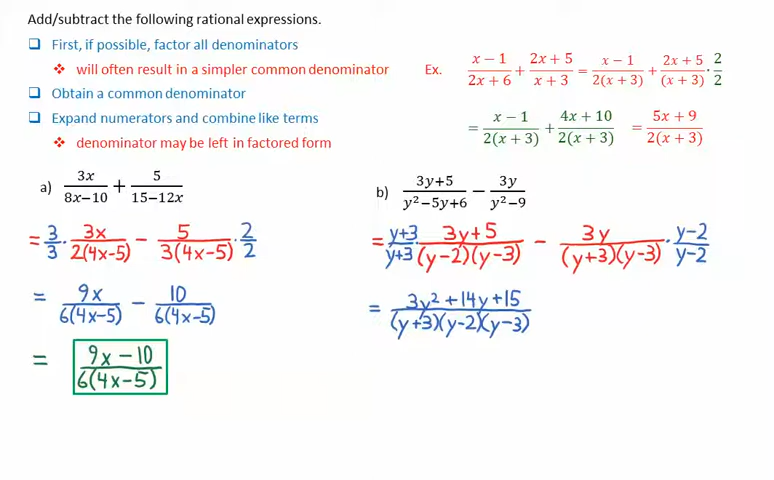 Add/subtract the following rational expressions.
❑ First, if possible, factor all denominators
❖ will often result in a simpler common denominator
❑ Obtain a common denominator
❑ Expand numerators and combine like terms
❖ denominator may be left in factored form
Ex. (x − 1)/(2x + 6) + (2x + 5)/(x + 3) = (x − 1)/(2(x + 3)) + (2x + 5)/((x + 3)) · 2/2
= (x − 1)/(2(x + 3)) + (4x + 10)/(2(x + 3)) = (5x + 9)/(2(x + 3))
a) 3x/(8x−10) + 5/(15−12x)
= 3/3 · 3x/(2(4x−5)) − 5/(3(4x−5)) · 2/2
= 9x/(6(4x−5)) − 10/(6(4x−5))
= (9x − 10)/(6(4x−5))
b) (3y+5)/(y²−5y+6) − 3y/(y²−9)
= (y+3)/(y+3) · (3y+5)/((y−2)(y−3)) − 3y/((y+3)(y−3)) · (y−2)/(y−2)
= (3y² + 14y + 15)/((y+3)(y−2)(y−3))